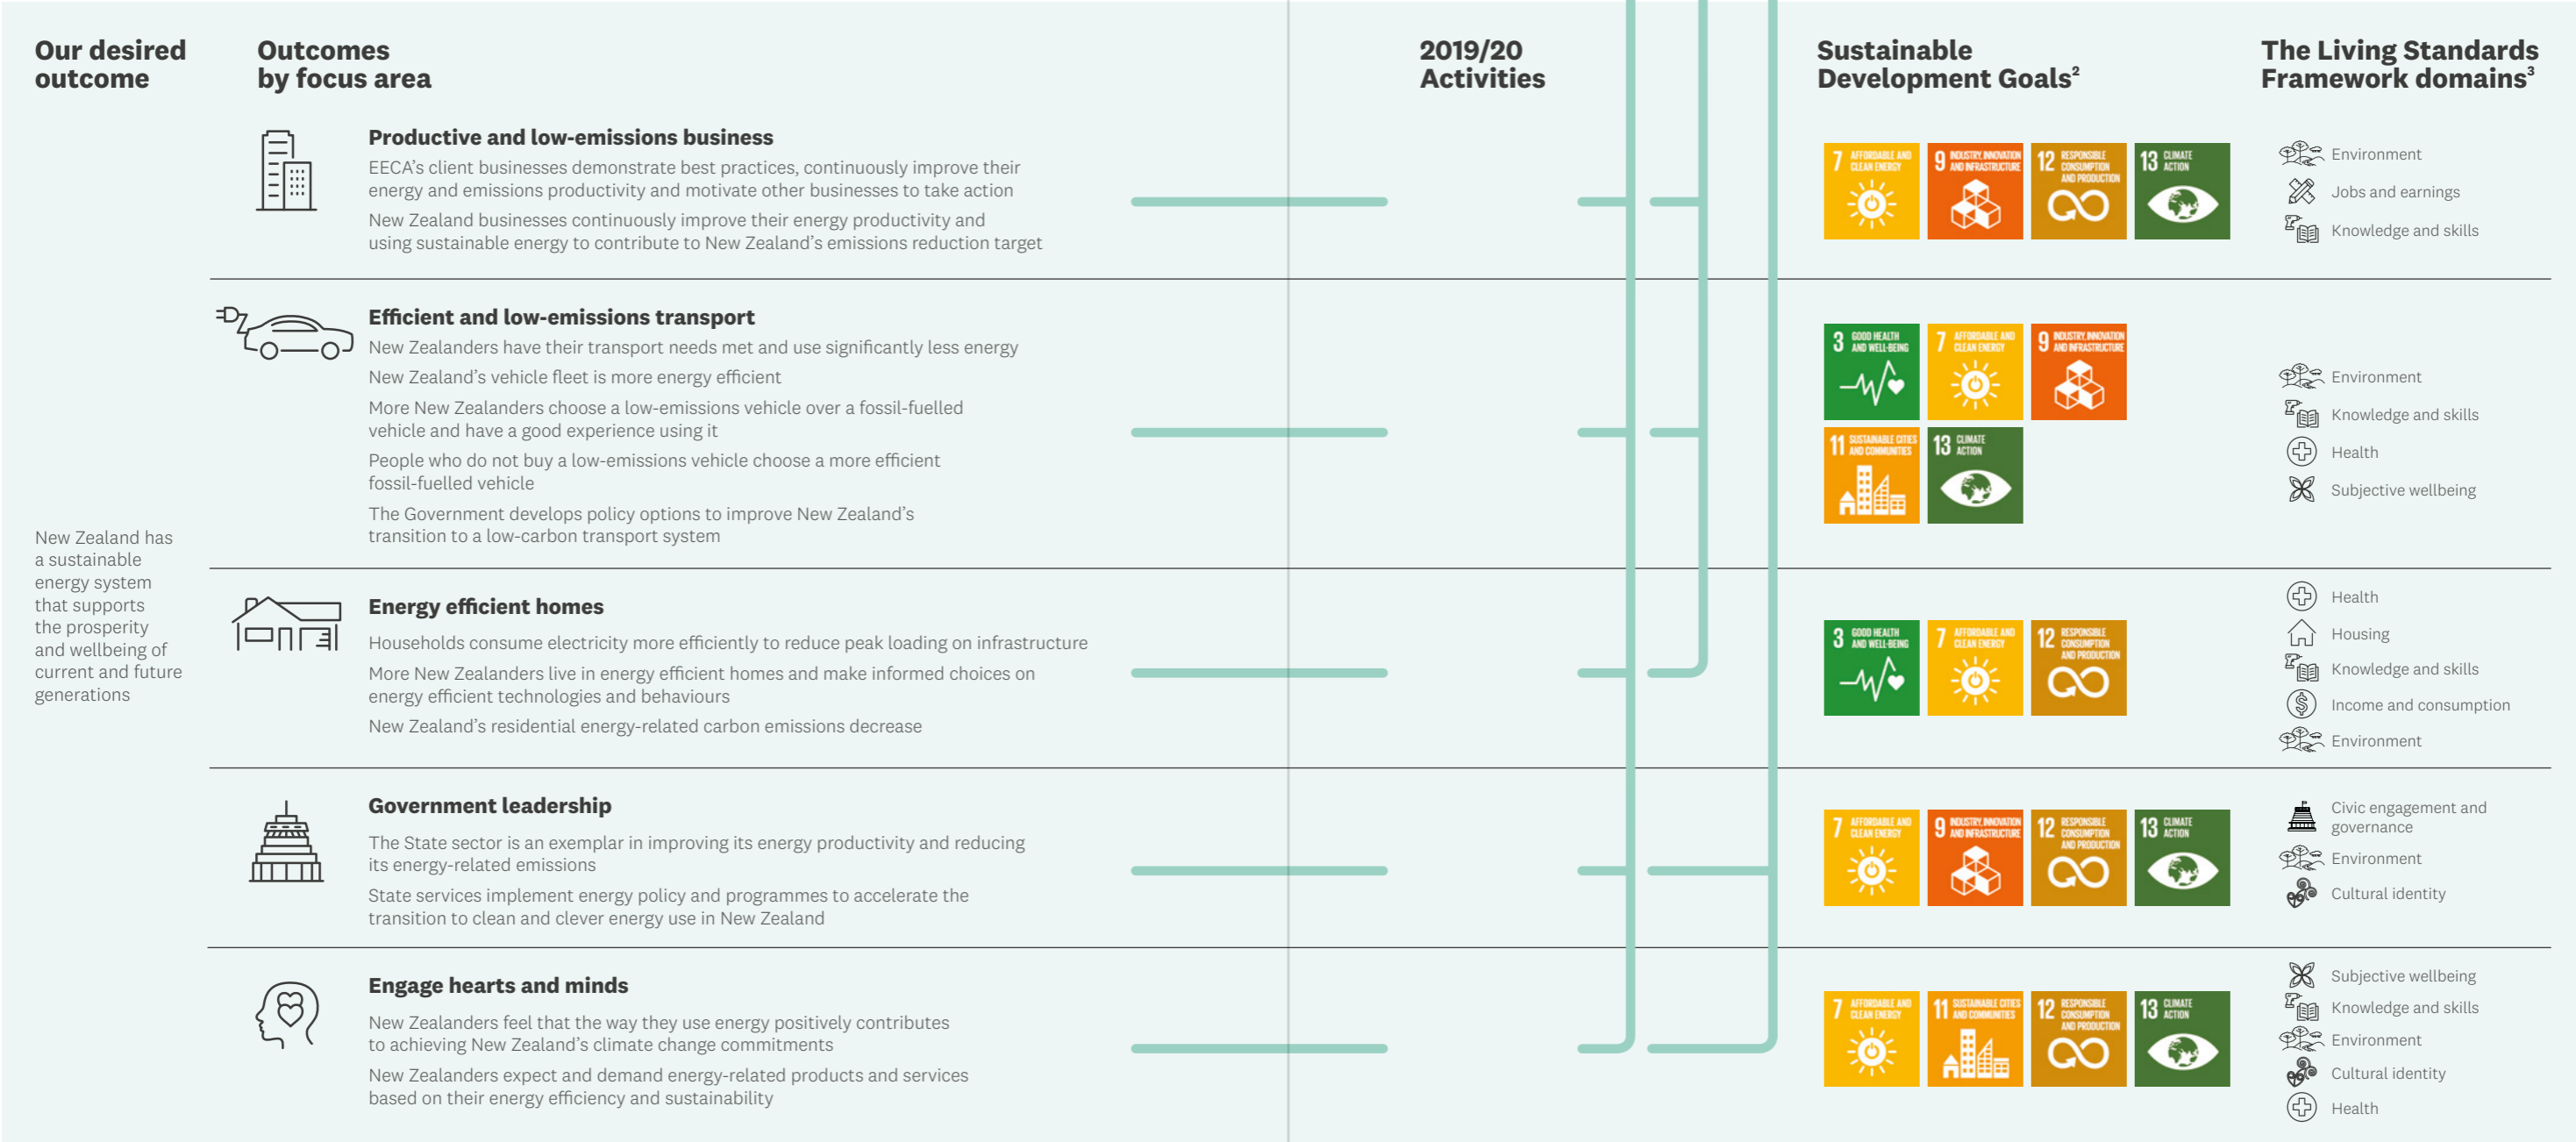 Our desired
outcome
Outcomes
by focus area
2019/20
Activities
Sustainable
Development Goals²
The Living Standards
Framework domains³
New Zealand has
a sustainable
energy system
that supports
the prosperity
and wellbeing of
current and future
generations
Productive and low-emissions business
EECA's client businesses demonstrate best practices, continuously improve their
energy and emissions productivity and motivate other businesses to take action
New Zealand businesses continuously improve their energy productivity and
using sustainable energy to contribute to New Zealand's emissions reduction target
7 AFFORDABLE AND
CLEAN ENERGY
9 INDUSTRY, INNOVATION
AND INFRASTRUCTURE
12 RESPONSIBLE
CONSUMPTION
AND PRODUCTION
13 CLIMATE
ACTION
Environment
Jobs and earnings
Knowledge and skills
Efficient and low-emissions transport
New Zealanders have their transport needs met and use significantly less energy
New Zealand's vehicle fleet is more energy efficient
More New Zealanders choose a low-emissions vehicle over a fossil-fuelled
vehicle and have a good experience using it
People who do not buy a low-emissions vehicle choose a more efficient
fossil-fuelled vehicle
The Government develops policy options to improve New Zealand's
transition to a low-carbon transport system
3 GOOD HEALTH
AND WELL-BEING
7 AFFORDABLE AND
CLEAN ENERGY
9 INDUSTRY, INNOVATION
AND INFRASTRUCTURE
11 SUSTAINABLE CITIES
AND COMMUNITIES
13 CLIMATE
ACTION
Environment
Knowledge and skills
Health
Subjective wellbeing
Energy efficient homes
Households consume electricity more efficiently to reduce peak loading on infrastructure
More New Zealanders live in energy efficient homes and make informed choices on
energy efficient technologies and behaviours
New Zealand's residential energy-related carbon emissions decrease
3 GOOD HEALTH
AND WELL-BEING
7 AFFORDABLE AND
CLEAN ENERGY
12 RESPONSIBLE
CONSUMPTION
AND PRODUCTION
Health
Housing
Knowledge and skills
Income and consumption
Environment
Government leadership
The State sector is an exemplar in improving its energy productivity and reducing
its energy-related emissions
State services implement energy policy and programmes to accelerate the
transition to clean and clever energy use in New Zealand
7 AFFORDABLE AND
CLEAN ENERGY
9 INDUSTRY, INNOVATION
AND INFRASTRUCTURE
12 RESPONSIBLE
CONSUMPTION
AND PRODUCTION
13 CLIMATE
ACTION
Civic engagement and
governance
Environment
Cultural identity
Engage hearts and minds
New Zealanders feel that the way they use energy positively contributes
to achieving New Zealand's climate change commitments
New Zealanders expect and demand energy-related products and services
based on their energy efficiency and sustainability
7 AFFORDABLE AND
CLEAN ENERGY
11 SUSTAINABLE CITIES
AND COMMUNITIES
12 RESPONSIBLE
CONSUMPTION
AND PRODUCTION
13 CLIMATE
ACTION
Subjective wellbeing
Knowledge and skills
Environment
Cultural identity
Health